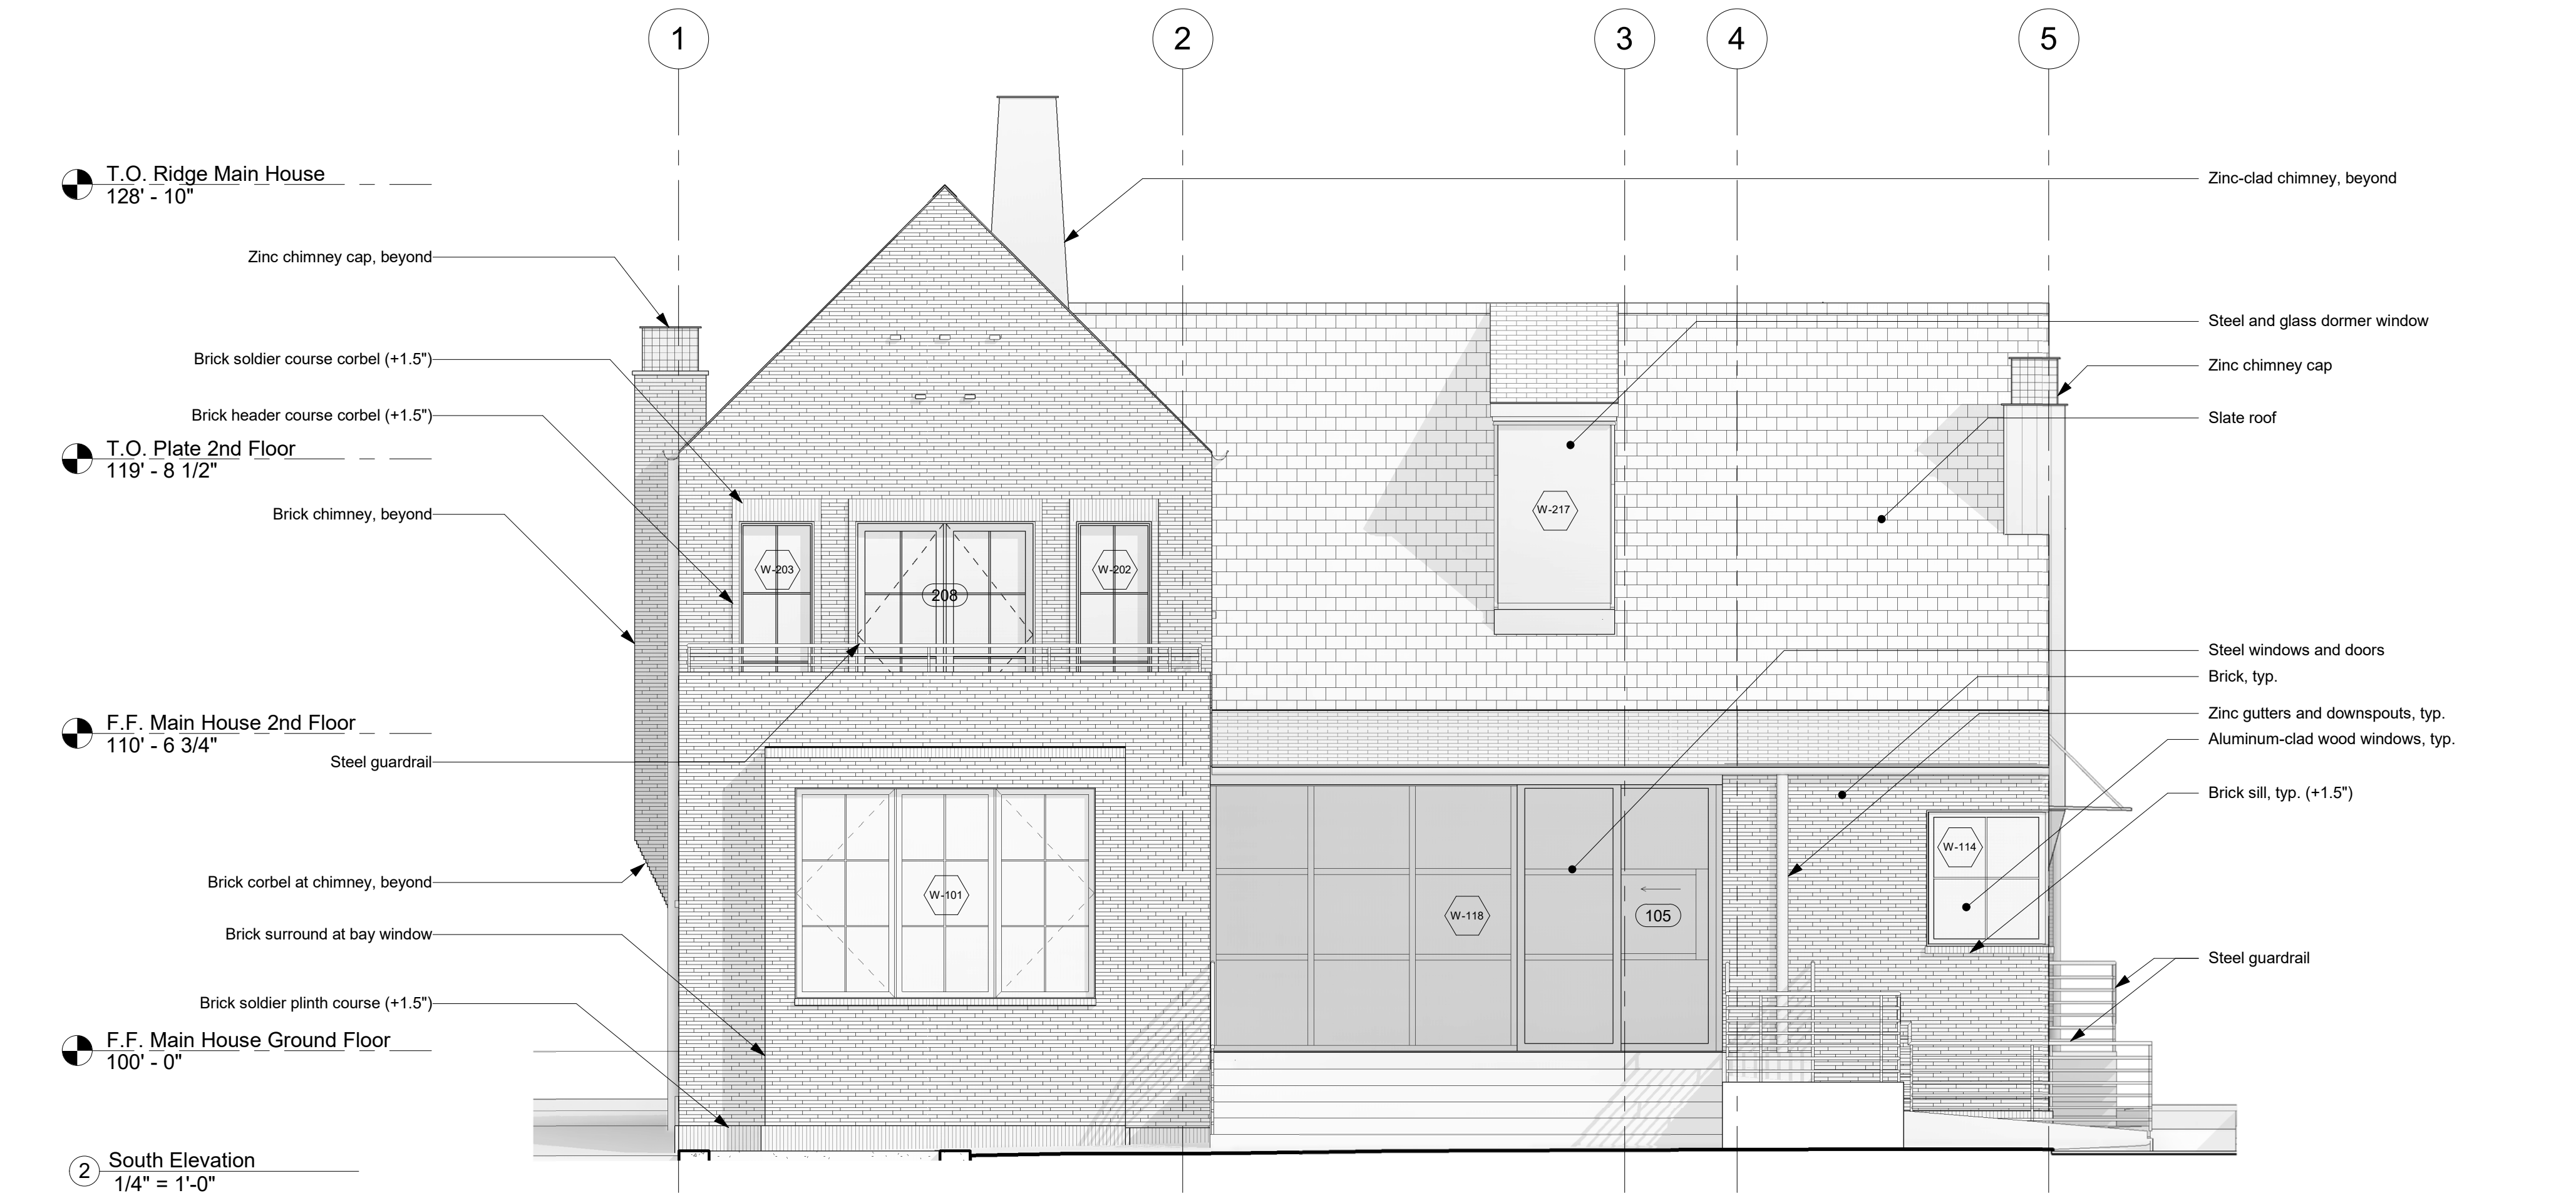 1
2
3
4
5
T.O. Ridge Main House
128' - 10"
Zinc chimney cap, beyond
Brick soldier course corbel (+1.5")
Brick header course corbel (+1.5")
T.O. Plate 2nd Floor
119' - 8 1/2"
Brick chimney, beyond
F.F. Main House 2nd Floor
110' - 6 3/4"
Steel guardrail
Brick corbel at chimney, beyond
Brick surround at bay window
Brick soldier plinth course (+1.5")
F.F. Main House Ground Floor
100' - 0"
2
South Elevation
1/4" = 1'-0"
W-203
208
W-202
W-217
W-101
W-118
105
W-114
Zinc-clad chimney, beyond
Steel and glass dormer window
Zinc chimney cap
Slate roof
Steel windows and doors
Brick, typ.
Zinc gutters and downspouts, typ.
Aluminum-clad wood windows, typ.
Brick sill, typ. (+1.5")
Steel guardrail